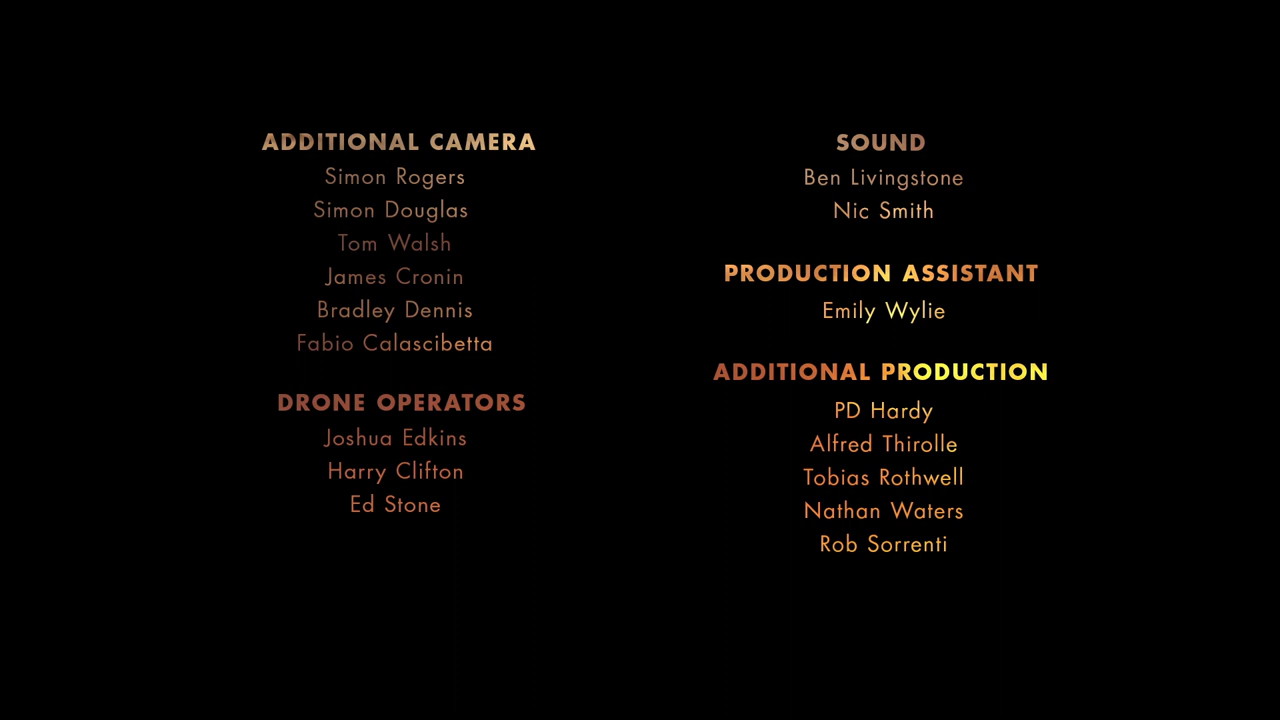 ADDITIONAL CAMERA
Simon Rogers
Simon Douglas
Tom Walsh
James Cronin
Bradley Dennis
Fabio Calascibetta
DRONE OPERATORS
Joshua Edkins
Harry Clifton
Ed Stone
SOUND
Ben Livingstone
Nic Smith
PRODUCTION ASSISTANT
Emily Wylie
ADDITIONAL PRODUCTION
PD Hardy
Alfred Thirolle
Tobias Rothwell
Nathan Waters
Rob Sorrenti